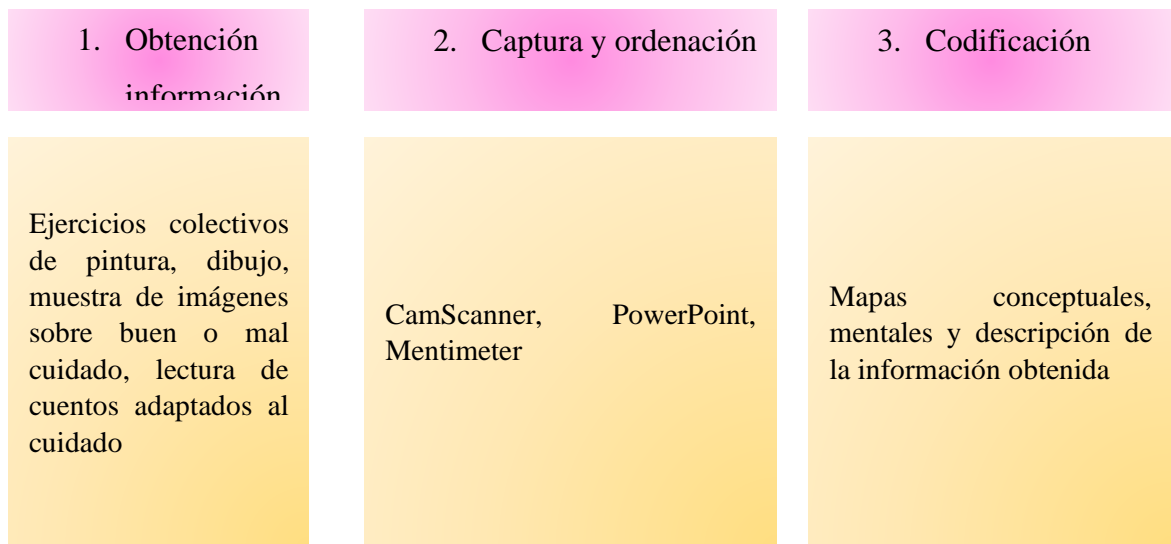 1. Obtención
información
2. Captura y ordenación
3. Codificación
Ejercicios colectivos
de pintura, dibujo,
muestra de imágenes
sobre buen o mal
cuidado, lectura de
cuentos adaptados al
cuidado
CamScanner, PowerPoint,
Mentimeter
Mapas conceptuales,
mentales y descripción de
la información obtenida